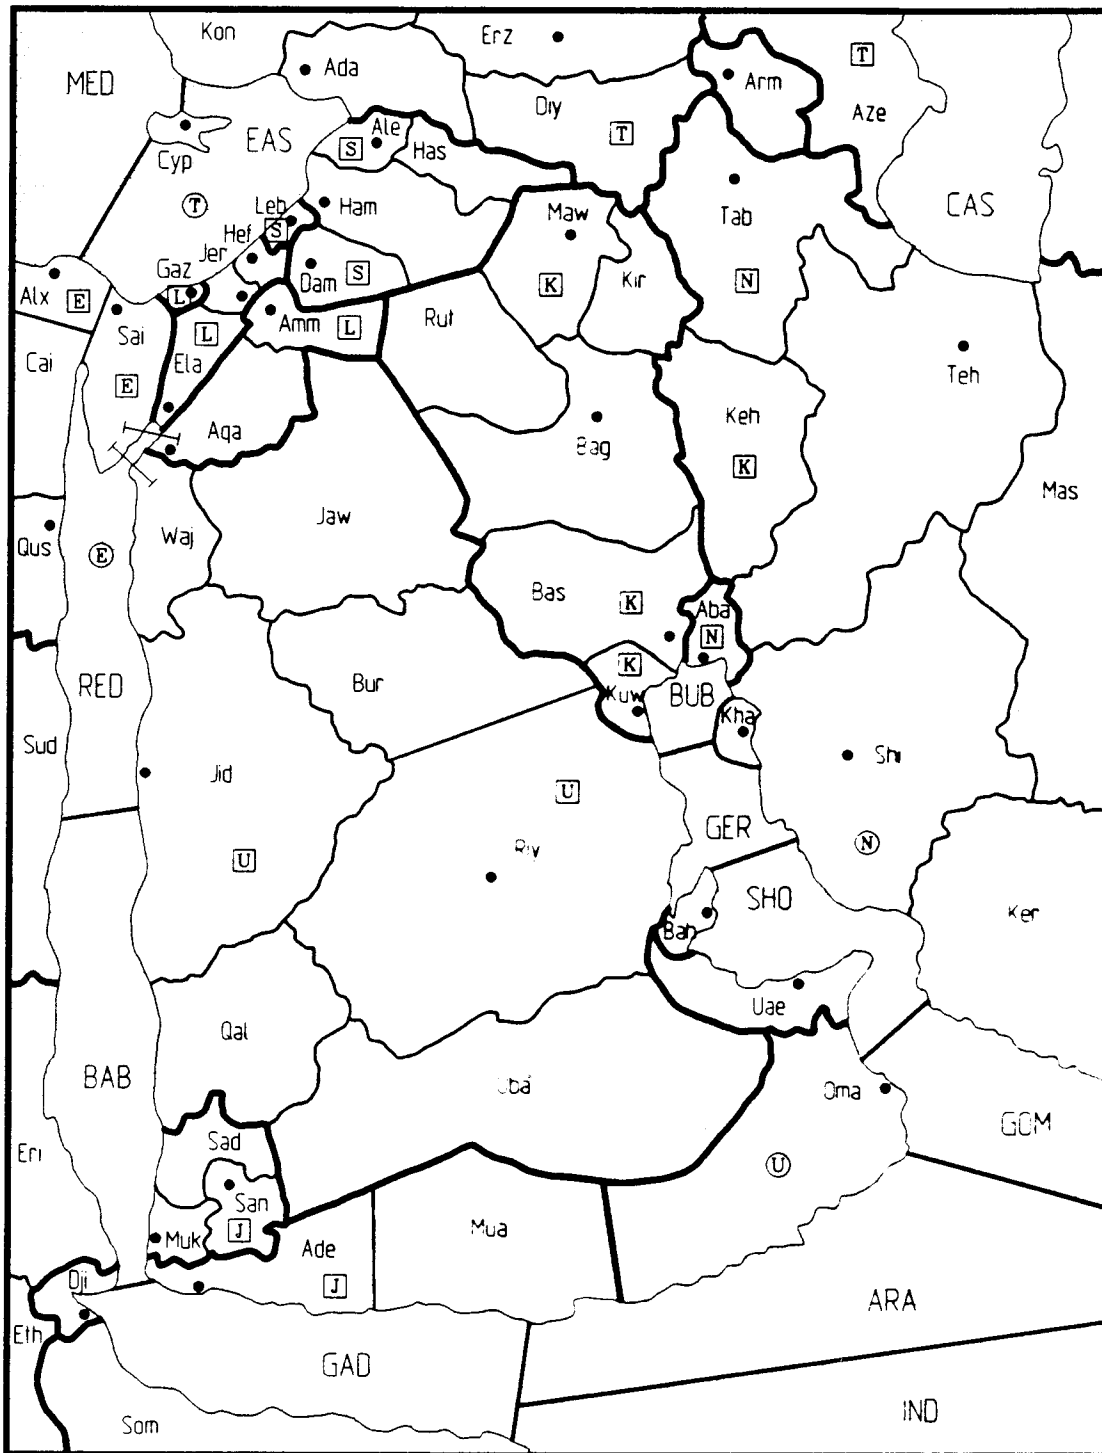 Kon
Erz
MED
Ada
Arm
T
Diy
T
Aze
Ale
EAS
S
Has
Cyp
CAS
T
Leb
Ham
Maw
Tab
S
Hef
Jer
Gaz
Dam
S
Kir
N
Alx
E
L
K
Sai
Amm
L
Rut
L
Cai
Ela
Teh
E
Aqa
Keh
Bag
K
Mas
Jaw
Qus
Waj
E
Bas
K
Aba
N
K
RED
Bur
Kuw
BUB
Kha
Sud
Jid
Shi
U
GER
Riy
N
U
SHO
Ker
Bah
Uae
Qal
BAB
Oma
GOM
Sad
Eri
U
San
J
Muk
Ade
Mua
Dji
J
ARA
Eth
GAD
IND
Som